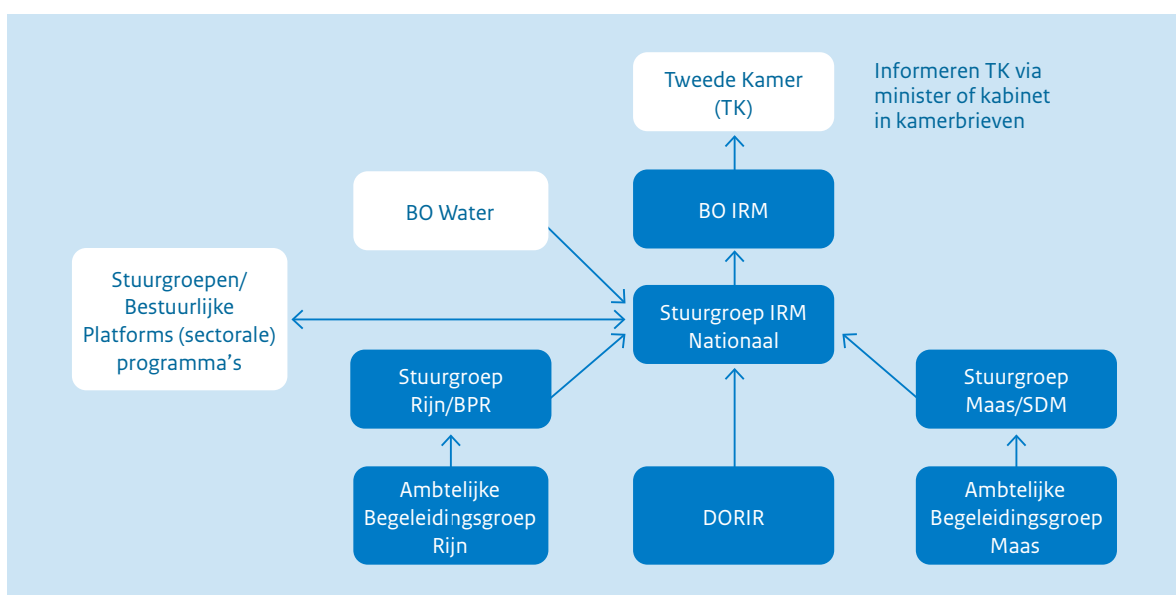 Tweede Kamer
(TK)
Informeren TK via
minister of kabinet
in kamerbrieven
BO Water
BO IRM
Stuurgroepen/
Bestuurlijke
Platforms (sectorale)
programma's
Stuurgroep IRM
Nationaal
Stuurgroep
Rijn/BPR
Stuurgroep
Maas/SDM
Ambtelijke
Begeleidingsgroep
Rijn
DORIR
Ambtelijke
Begeleidingsgroep
Maas